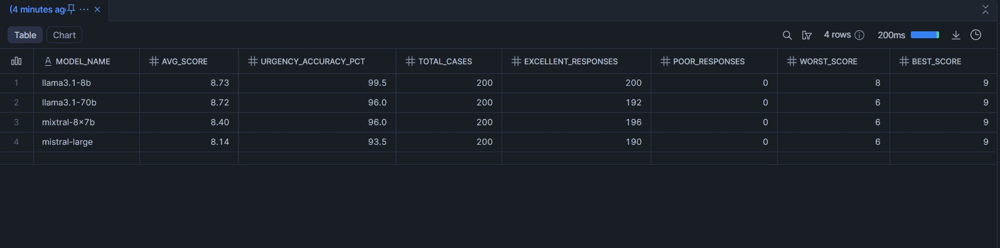 (4 minutes ag
Table Chart 4 rows 200ms
MODEL_NAME AVG_SCORE URGENCY_ACCURACY_PCT TOTAL_CASES EXCELLENT_RESPONSES POOR_RESPONSES WORST_SCORE BEST_SCORE
1 llama3.1-8b 8.73 99.5 200 200 0 8 9
2 llama3.1-70b 8.72 96.0 200 192 0 6 9
3 mixtral-8x7b 8.40 96.0 200 196 0 6 9
4 mistral-large 8.14 93.5 200 190 0 6 9